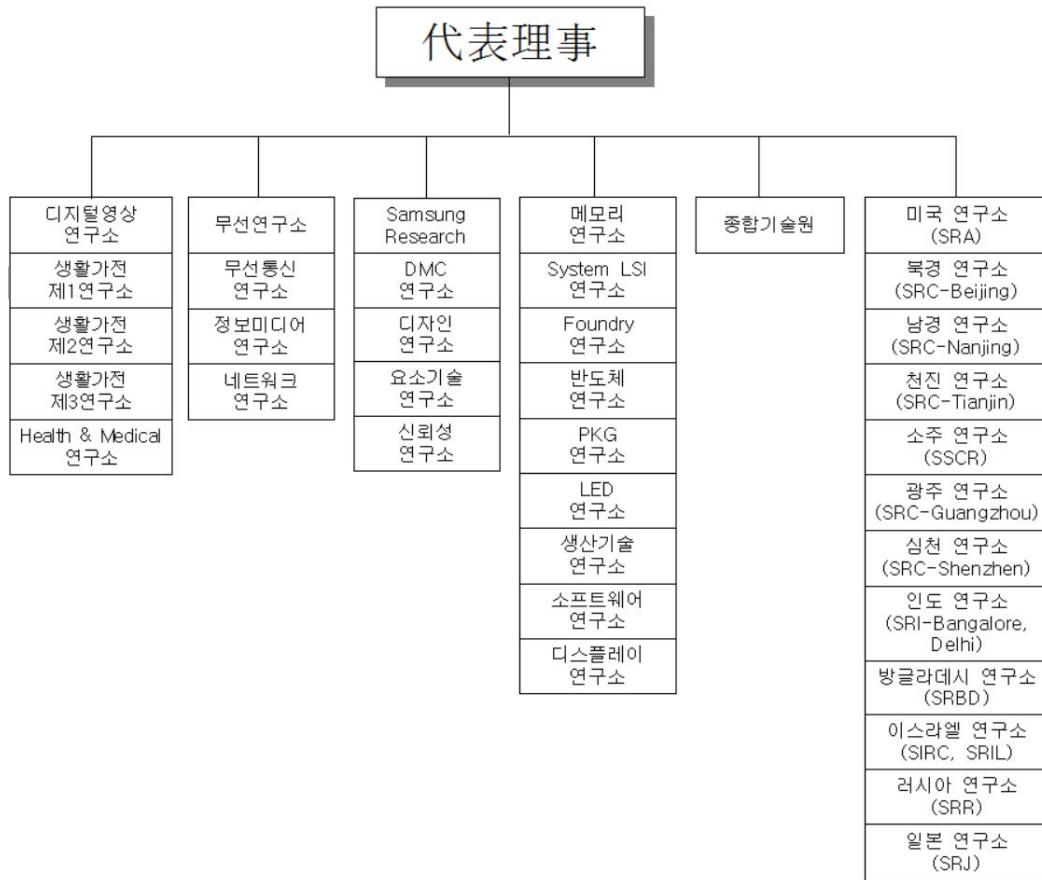 代表理事
디지털영상
연구소
생활가전
제1연구소
생활가전
제2연구소
생활가전
제3연구소
Health & Medical
연구소
무선연구소
무선통신
연구소
정보미디어
연구소
네트워크
연구소
Samsung
Research
DMC
연구소
디자인
연구소
요소기술
연구소
신뢰성
연구소
메모리
연구소
System LSI
연구소
Foundry
연구소
반도체
연구소
PKG
연구소
LED
연구소
생산기술
연구소
소프트웨어
연구소
디스플레이
연구소
종합기술원
미국 연구소
(SRA)
북경 연구소
(SRC-Beijing)
남경 연구소
(SRC-Nanjing)
천진 연구소
(SRC-Tianjin)
소주 연구소
(SSCR)
광주 연구소
(SRC-Guangzhou)
심천 연구소
(SRC-Shenzhen)
인도 연구소
(SRI-Bangalore,
Delhi)
방글라데시 연구소
(SRBD)
이스라엘 연구소
(SIRC, SRIL)
러시아 연구소
(SRR)
일본 연구소
(SRJ)